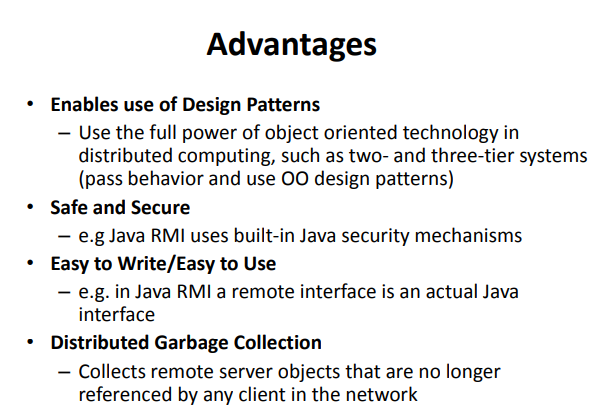 Advantages
• Enables use of Design Patterns
– Use the full power of object oriented technology in
distributed computing, such as two- and three-tier systems
(pass behavior and use OO design patterns)
• Safe and Secure
– e.g Java RMI uses built-in Java security mechanisms
• Easy to Write/Easy to Use
– e.g. in Java RMI a remote interface is an actual Java
interface
• Distributed Garbage Collection
– Collects remote server objects that are no longer
referenced by any client in the network